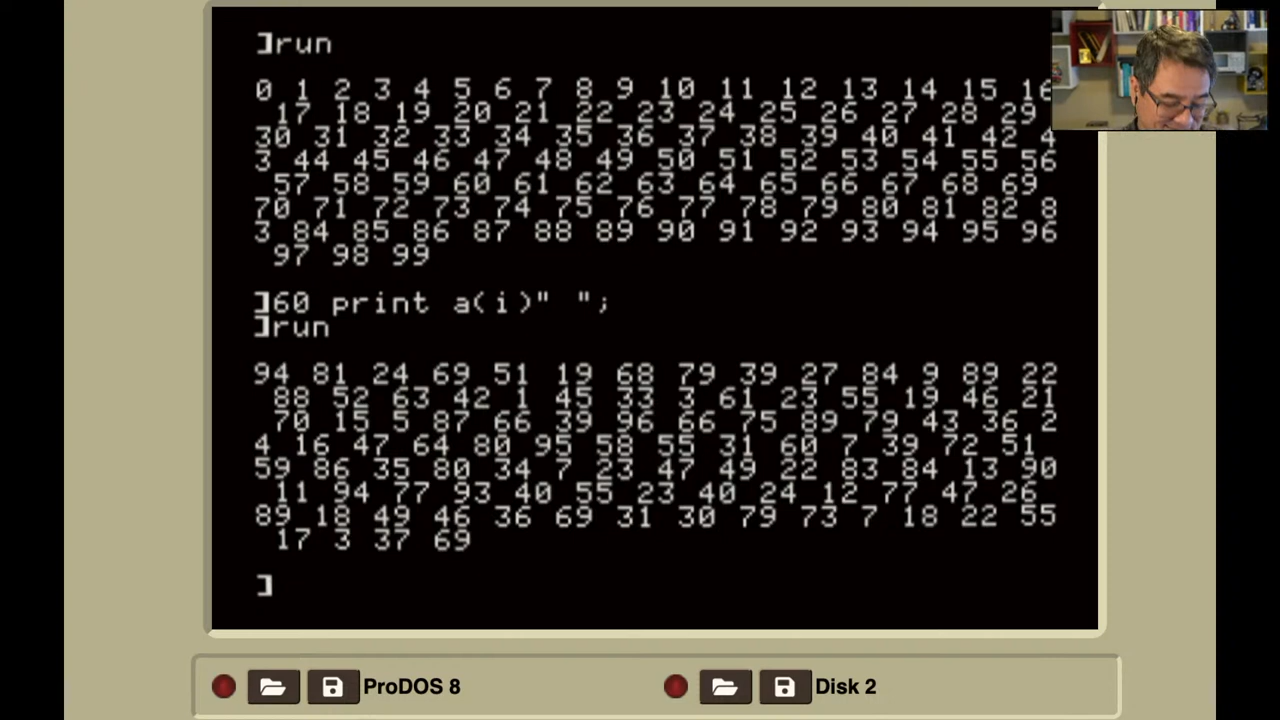 ]run
0 1 2 3 4 5 6 7 8 9 10 11 12 13 14 15 16
17 18 19 20 21 22 23 24 25 26 27 28 29
30 31 32 33 34 35 36 37 38 39 40 41 42 4
3 44 45 46 47 48 49 50 51 52 53 54 55 56
57 58 59 60 61 62 63 64 65 66 67 68 69
70 71 72 73 74 75 76 77 78 79 80 81 82 8
3 84 85 86 87 88 89 90 91 92 93 94 95 96
97 98 99
]60 print a(i)" ";
]run
94 81 24 69 51 19 68 79 39 27 84 9 89 22
88 52 63 42 1 45 33 3 61 23 55 19 46 21
70 15 5 87 66 39 96 66 75 89 79 43 36 2
4 16 47 64 80 95 58 55 31 60 7 39 72 51
59 86 35 80 34 7 23 47 49 22 83 84 13 90
11 94 77 93 40 55 23 40 24 12 77 47 26
89 18 49 46 36 69 31 30 79 73 7 18 22 55
17 3 37 69
]
ProDOS 8
Disk 2